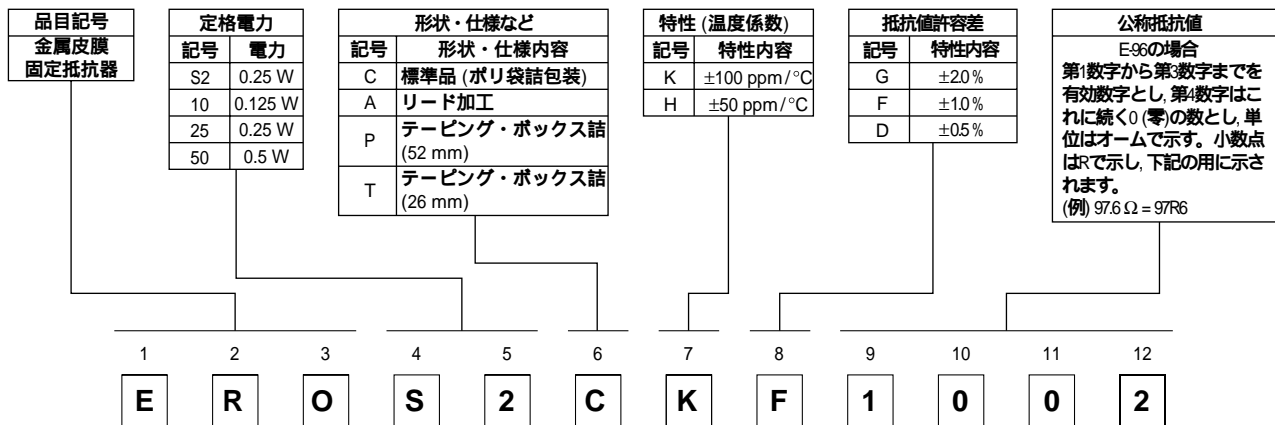 品目記号
金属皮膜
固定抵抗器
定格電力
記号 電力
S2 0.25 W
10 0.125 W
25 0.25 W
50 0.5 W
形状・仕様など
記号 形状・仕様内容
C 標準品 (ポリ袋詰包装)
A リード加工
P テーピング・ボックス詰
(52 mm)
T テーピング・ボックス詰
(26 mm)
特性 (温度係数)
記号 特性内容
K ±100 ppm/°C
H ±50 ppm/°C
抵抗値許容差
記号 特性内容
G ±2.0 %
F ±1.0 %
D ±0.5 %
公称抵抗値
E-96の場合
第1数字から第3数字までを
有効数字とし, 第4数字はこ
れに続く0 (零)の数とし, 単
位はオームで示す。小数点
はRで示し, 下記の用に示さ
れます。
(例) 97.6 Ω = 97R6
1 2 3 4 5 6 7 8 9 10 11 12
E R O S 2 C K F 1 0 0 2